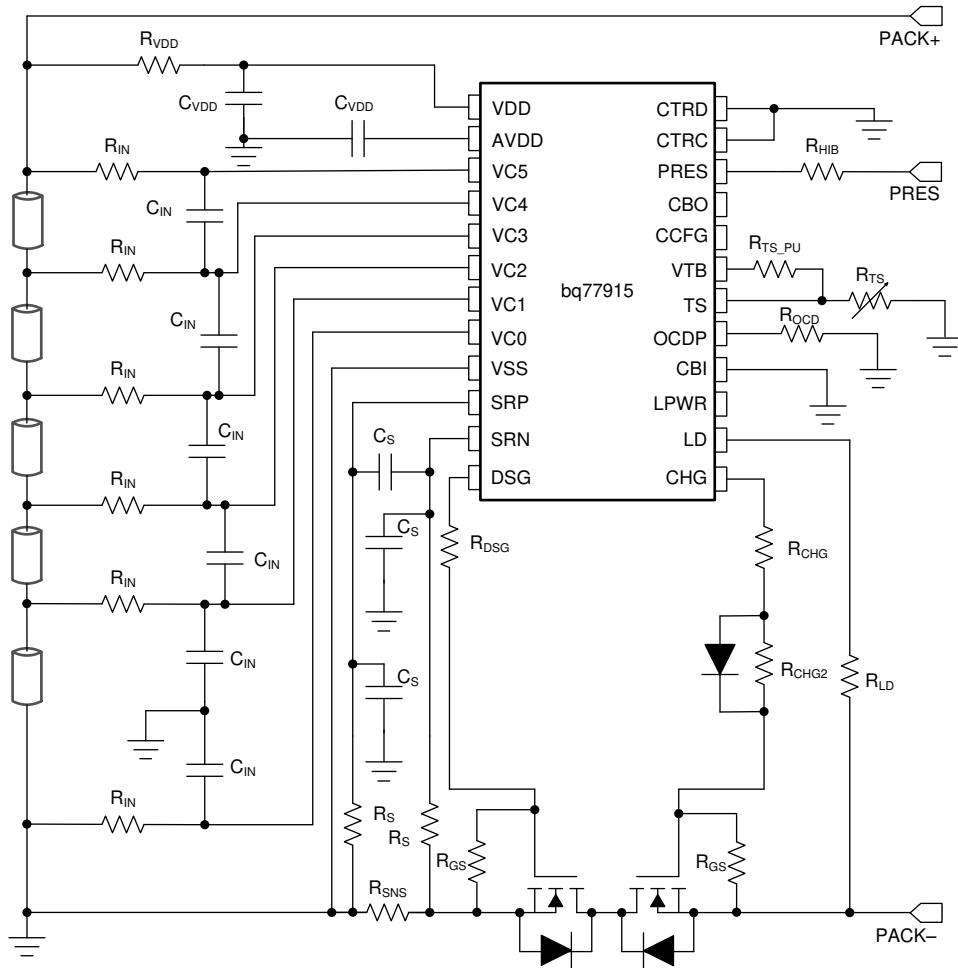 PACK+
RVDD
CVDD
CVDD
VDD
AVDD
VC5
VC4
VC3
VC2
VC1
VC0
VSS
SRP
SRN
DSG
bq77915
CTRD
CTRC
PRES
CBO
CCFG
VTB
TS
OCDP
CBI
LPWR
LD
CHG
RHIB
PRES
RTS_PU
RTS
ROCD
RIN
CIN
RIN
CIN
RIN
CIN
RIN
CIN
RIN
CIN
CIN
RIN
CS
CS
CS
RDSG
RCHG
RCHG2
RLD
RS
RS
RGS
RGS
RSNS
PACK–